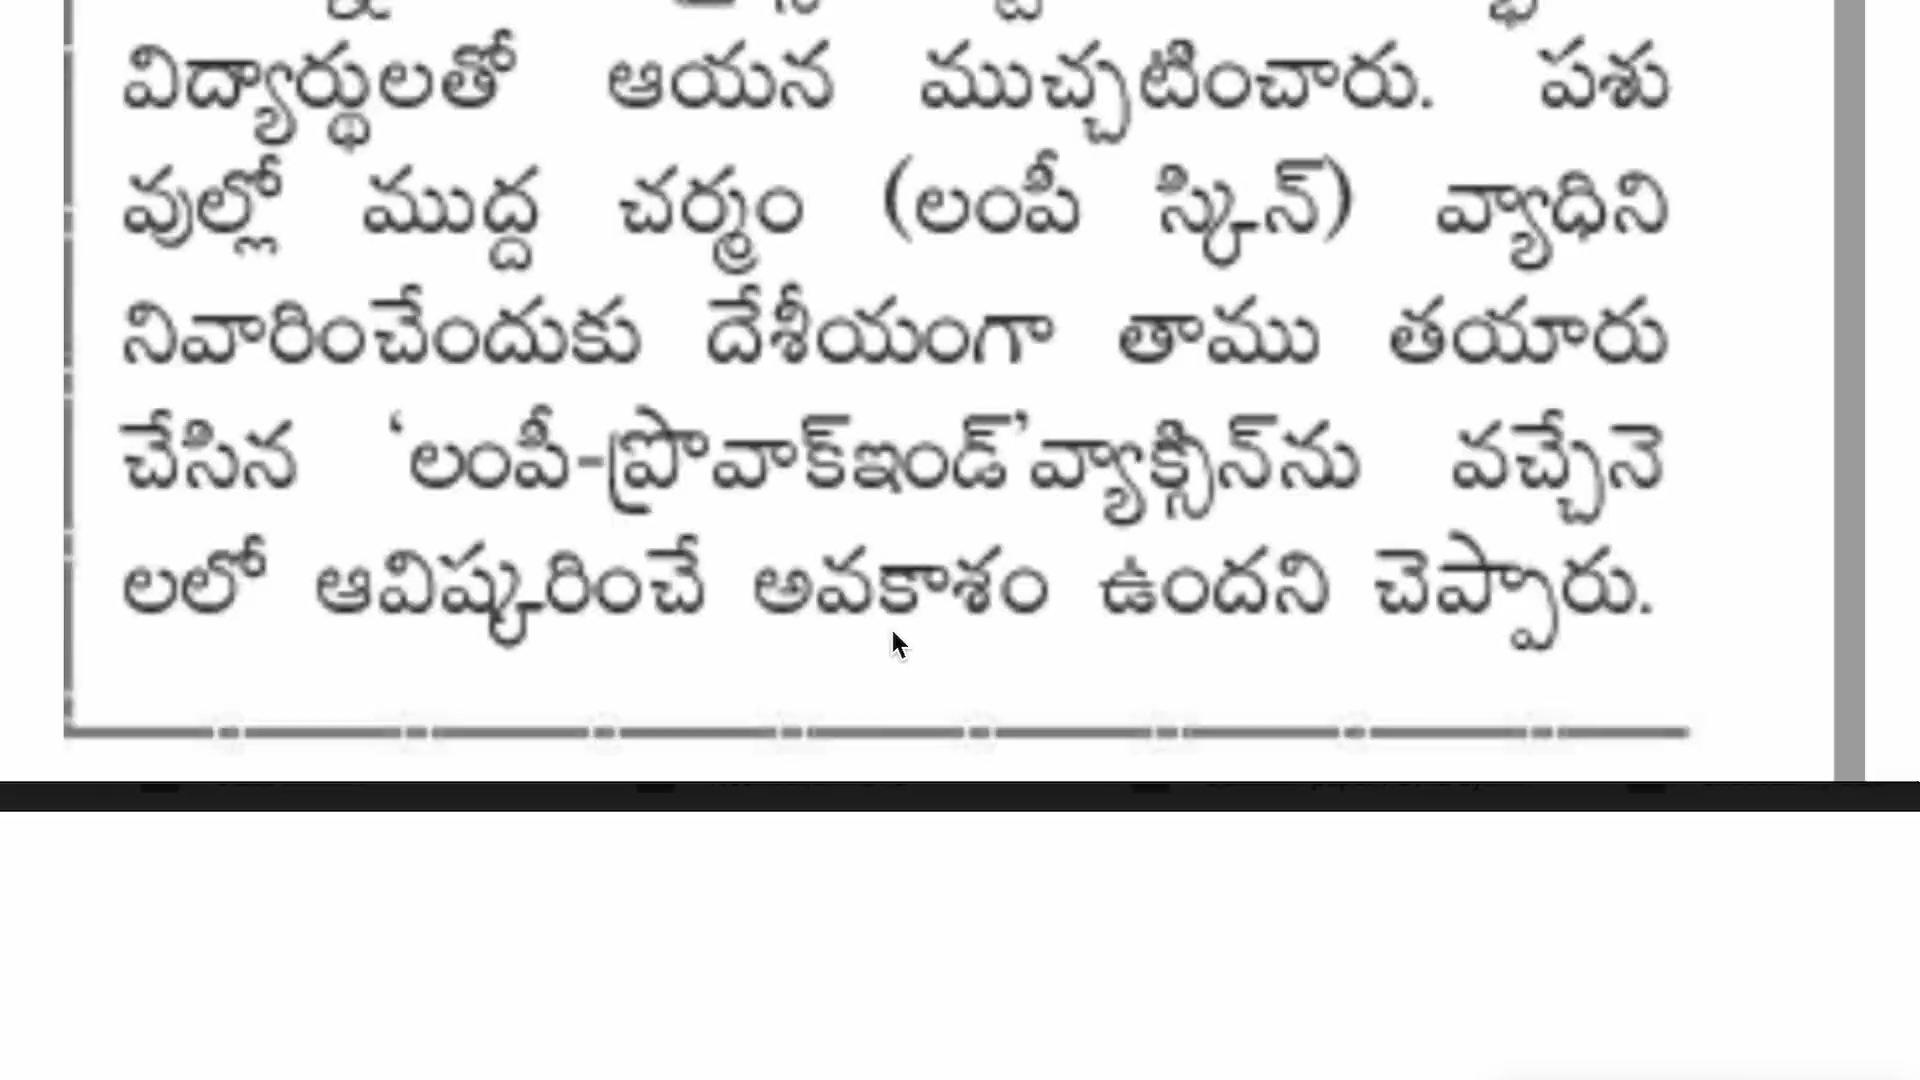 విద్యార్థులతో ఆయన ముచ్చటించారు. పశు
వుల్లో ముద్ద చర్మం (లంపీ స్కిన్) వ్యాధిని
నివారించేందుకు దేశీయంగా తాము తయారు
చేసిన ‘లంపీ-ప్రొవాక్ఇండ్’వ్యాక్సిన్‌ను వచ్చేనె
లలో ఆవిష్కరించే అవకాశం ఉందని చెప్పారు.